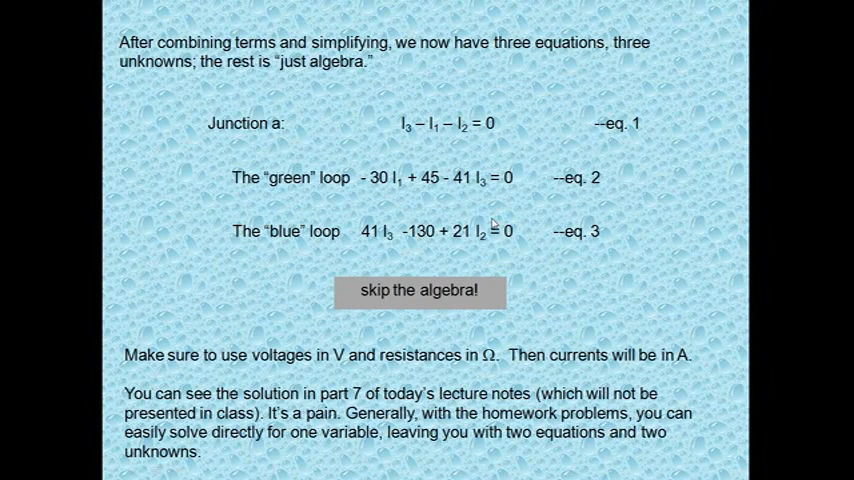 After combining terms and simplifying, we now have three equations, three
unknowns; the rest is “just algebra.”
Junction a: I₃ – I₁ – I₂ = 0 --eq. 1
The “green” loop - 30 I₁ + 45 - 41 I₃ = 0 --eq. 2
The “blue” loop 41 I₃ -130 + 21 I₂ = 0 --eq. 3
skip the algebra!
Make sure to use voltages in V and resistances in Ω. Then currents will be in A.
You can see the solution in part 7 of today’s lecture notes (which will not be
presented in class). It’s a pain. Generally, with the homework problems, you can
easily solve directly for one variable, leaving you with two equations and two
unknowns.